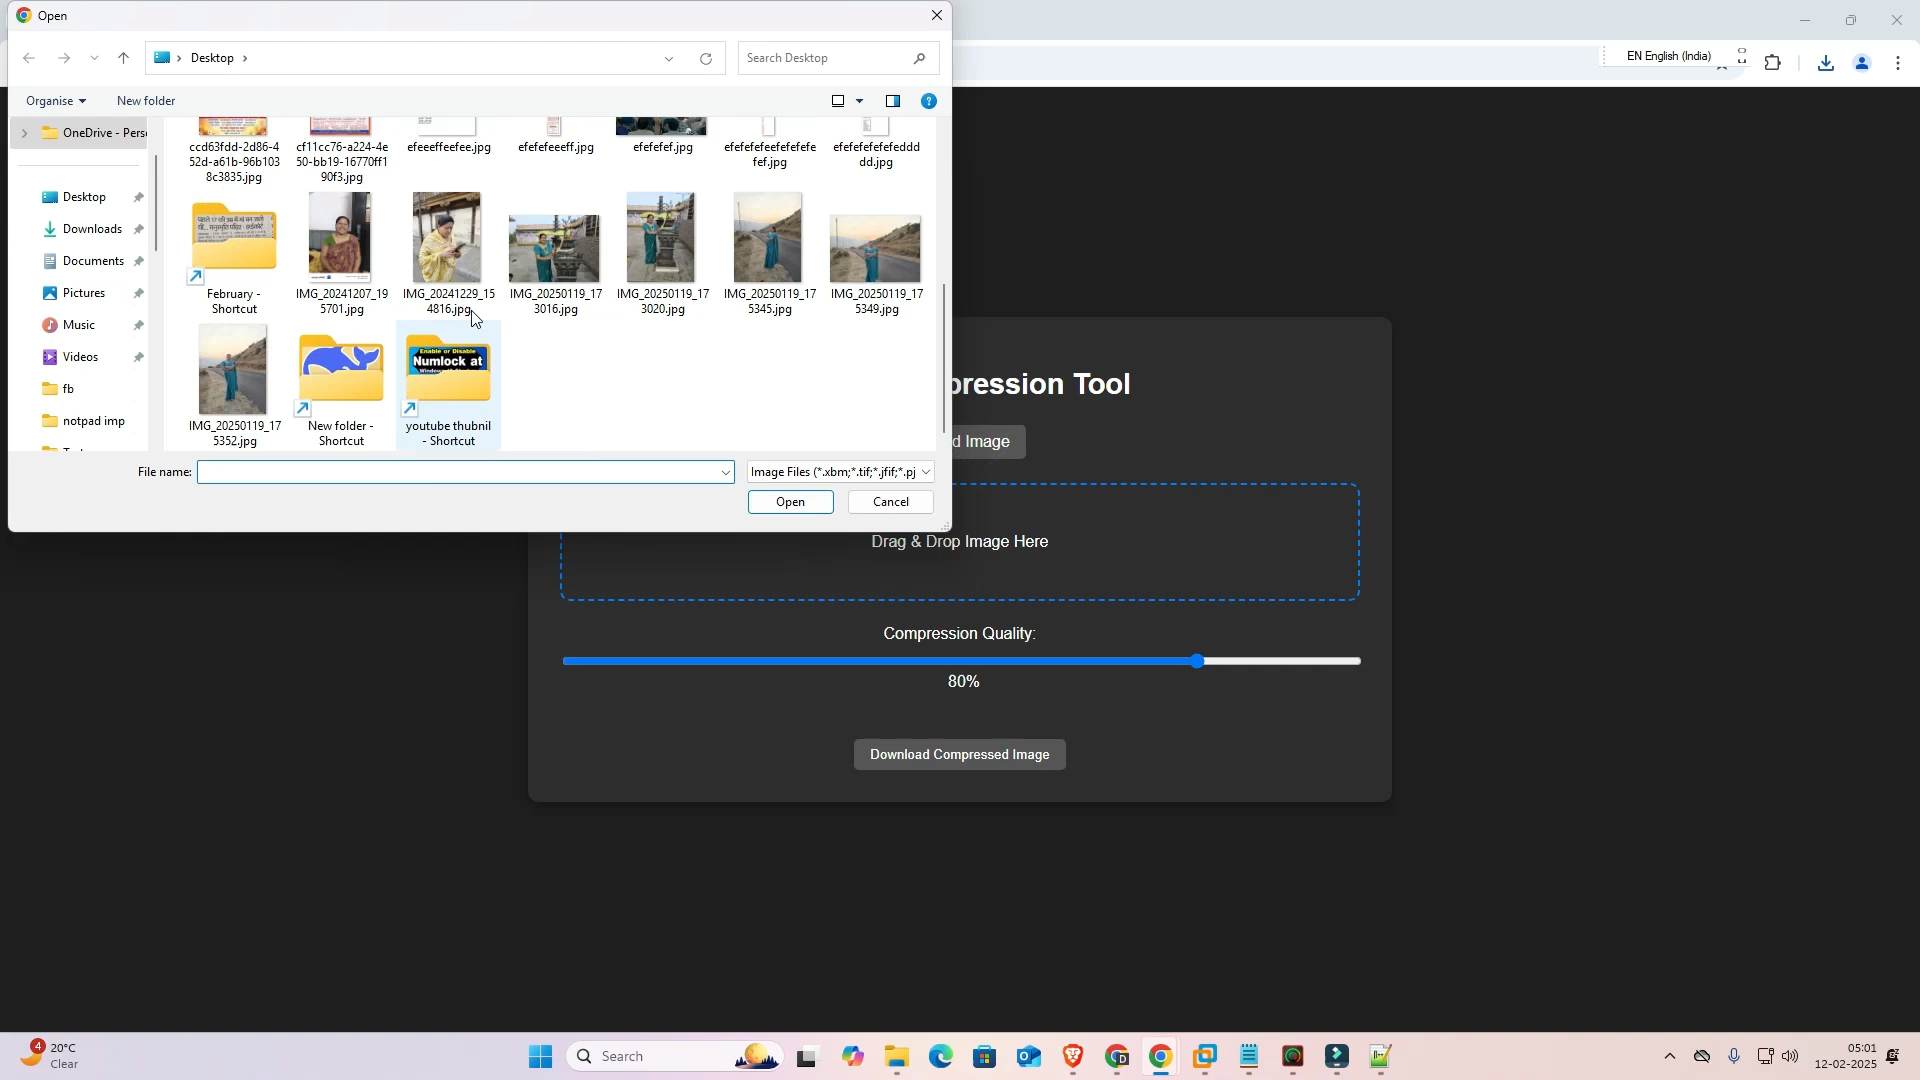 Open
Desktop
Search Desktop
EN English (India)
Organise
New folder
OneDrive - Pers
Desktop
Downloads
Documents
Pictures
Music
Videos
fb
notpad imp
ccd63fdd-2d86-4
52d-a61b-96b103
8c3835.jpg
cf11cc76-a224-4e
50-bb19-16770ff1
90f3.jpg
efeeeffeefee.jpg
efefefeeeff.jpg
efefefef.jpg
efefefefeefefefefe
fef.jpg
efefefefefefeddd
dd.jpg
February -
Shortcut
IMG_20241207_19
5701.jpg
IMG_20241229_15
4816.jpg
IMG_20250119_17
3016.jpg
IMG_20250119_17
3020.jpg
IMG_20250119_17
5345.jpg
IMG_20250119_17
5349.jpg
Enable or Disable
Numlock at
IMG_20250119_17
5352.jpg
New folder -
Shortcut
youtube thubnil
- Shortcut
File name:
Image Files (*.xbm;*.tif;*.jfif;*.pj
Open
Cancel
pression Tool
d Image
Drag & Drop Image Here
Compression Quality:
80%
Download Compressed Image
4
20°C
Clear
Search
05:01
12-02-2025